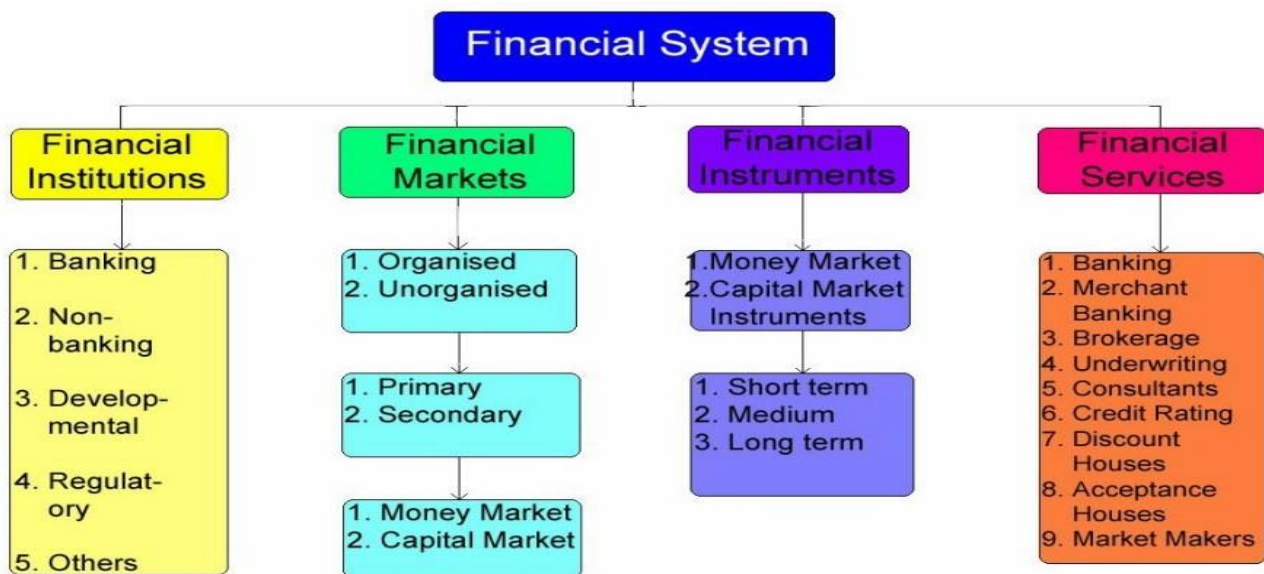 Financial System
Financial
Institutions
Financial
Markets
Financial
Instruments
Financial
Services
1. Banking
2. Non-
banking
3. Develop-
mental
4. Regulat-
ory
5. Others
1. Organised
2. Unorganised
1. Primary
2. Secondary
1. Money Market
2. Capital Market
1.Money Market
2.Capital Market
Instruments
1. Short term
2. Medium
3. Long term
1. Banking
2. Merchant
Banking
3. Brokerage
4. Underwriting
5. Consultants
6. Credit Rating
7. Discount
Houses
8. Acceptance
Houses
9. Market Makers